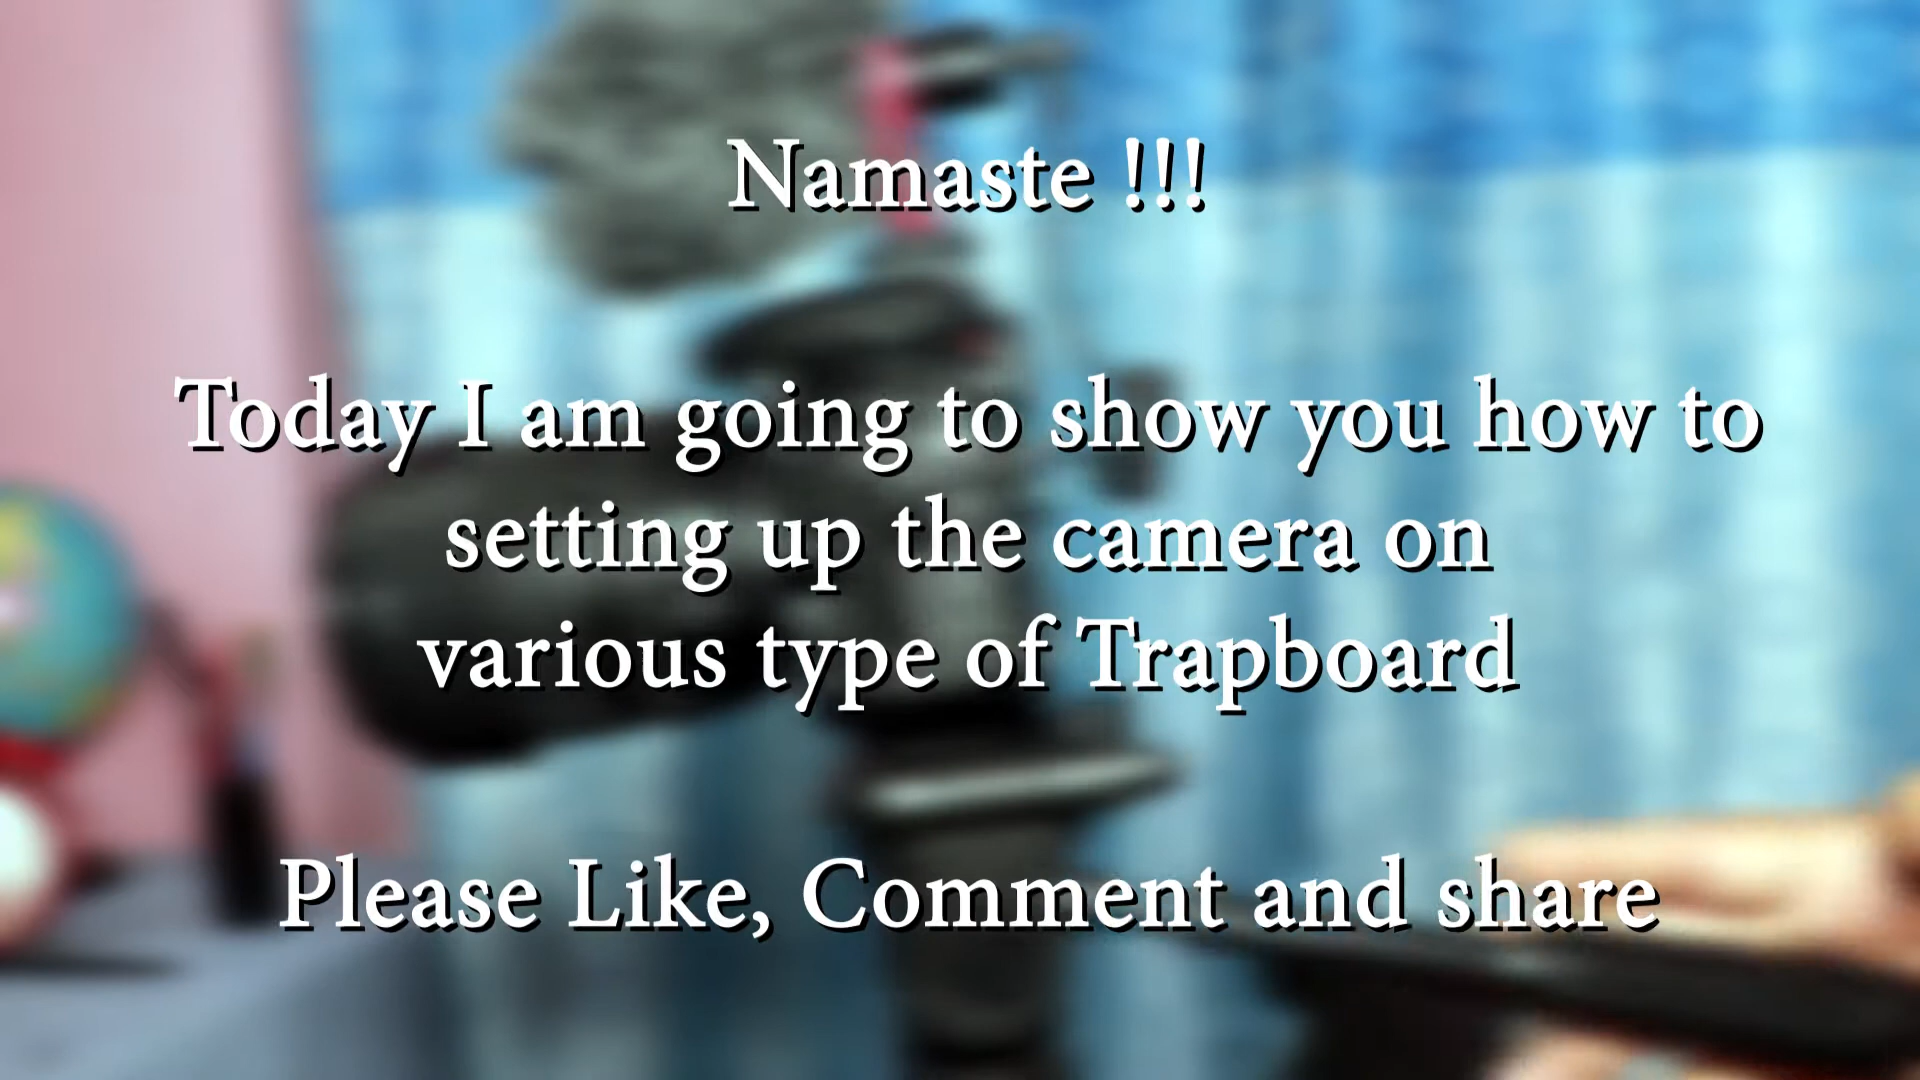 Namaste !!!
Today I am going to show you how to
setting up the camera on
various type of Trapboard
Please Like, Comment and share